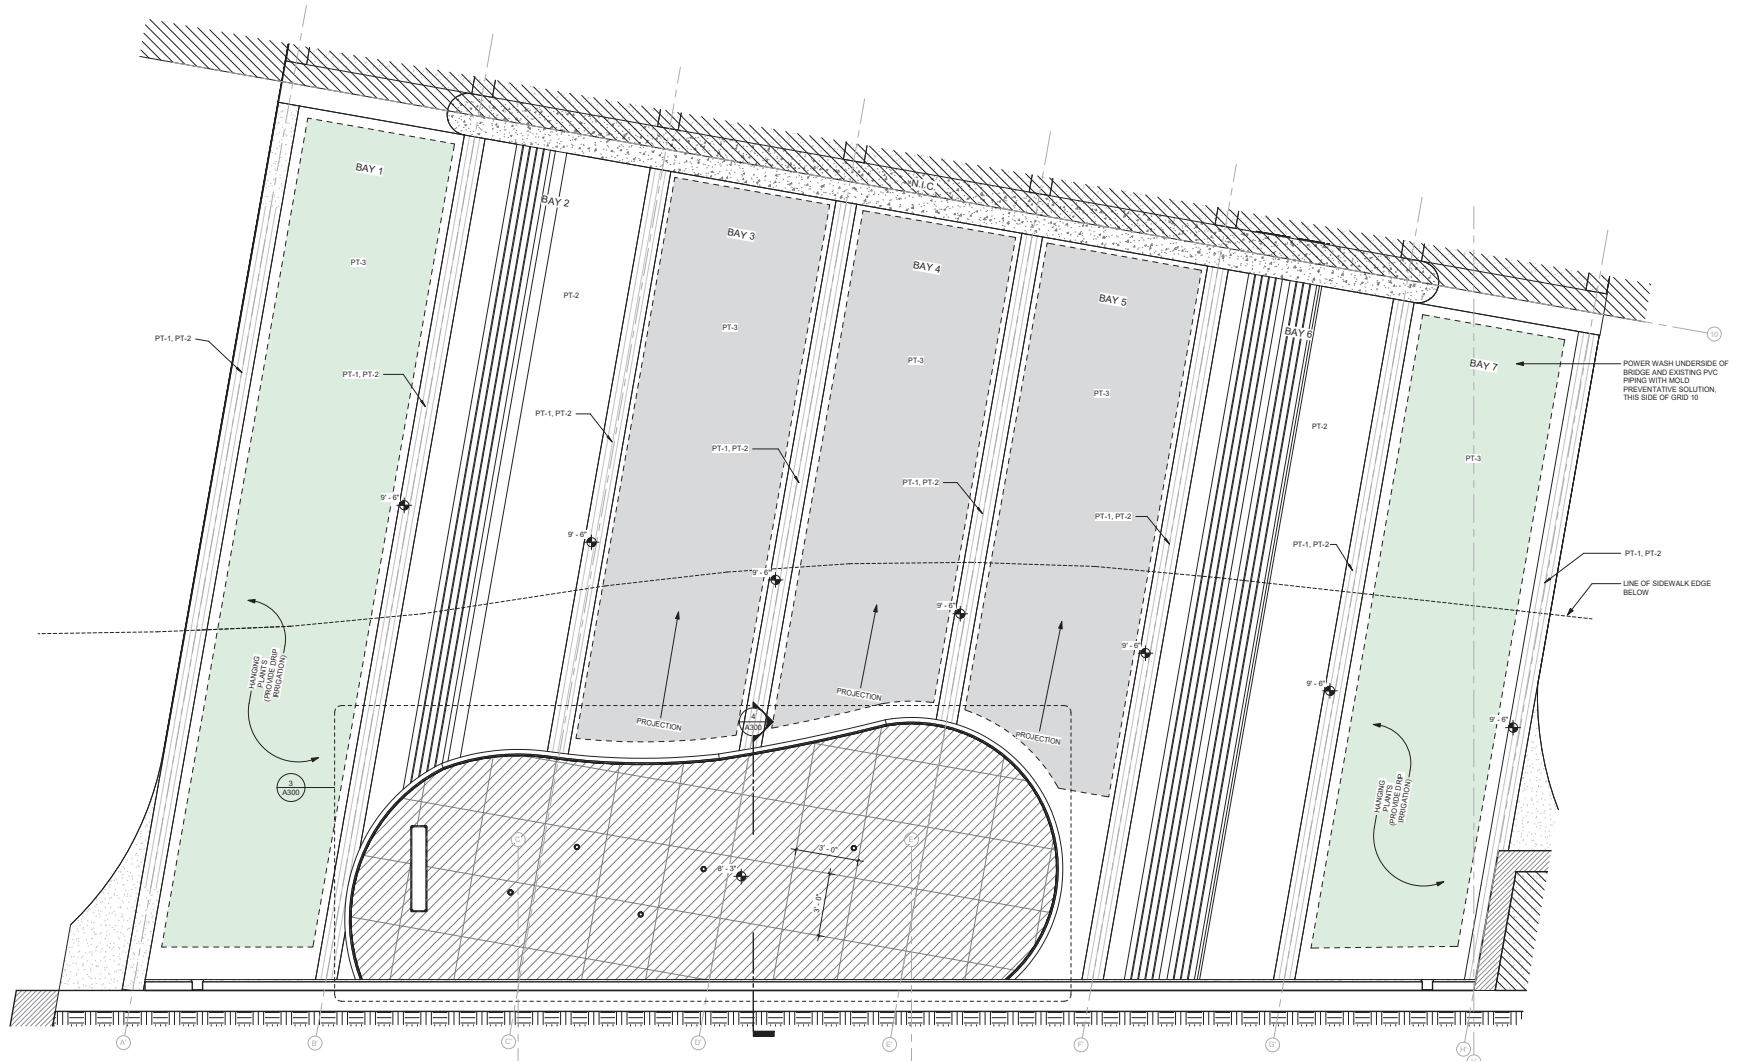 N.I.C.
BAY 1
BAY 2
BAY 3
BAY 4
BAY 5
BAY 6
BAY 7
PT-3
PT-2
PT-3
PT-3
PT-3
PT-2
PT-3
10
POWER WASH UNDERSIDE OF
BRIDGE AND EXISTING PVC
PIPING WITH MOLD
PREVENTATIVE SOLUTION,
THIS SIDE OF GRID 10
PT-1, PT-2
PT-1, PT-2
PT-1, PT-2
PT-1, PT-2
PT-1, PT-2
PT-1, PT-2
PT-1, PT-2
PT-1, PT-2
9' - 6"
9' - 6"
9' - 6"
9' - 6"
9' - 6"
9' - 6"
9' - 6"
LINE OF SIDEWALK EDGE
BELOW
HANGING
PLANTS
(PROVIDE DRIP
IRRIGATION)
PROJECTION
PROJECTION
PROJECTION
HANGING
PLANTS
(PROVIDE DRIP
IRRIGATION)
4
A300
3
A300
8' - 3"
3' - 0"
3' - 0"
A'
B'
C'
D'
E'
F'
G'
H'